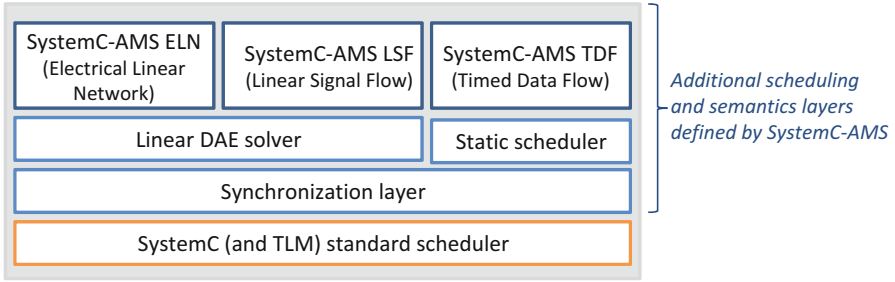 SystemC-AMS ELN
(Electrical Linear
Network)
SystemC-AMS LSF
(Linear Signal Flow)
SystemC-AMS TDF
(Timed Data Flow)
Additional scheduling
and semantics layers
defined by SystemC-AMS
Linear DAE solver
Static scheduler
Synchronization layer
SystemC (and TLM) standard scheduler